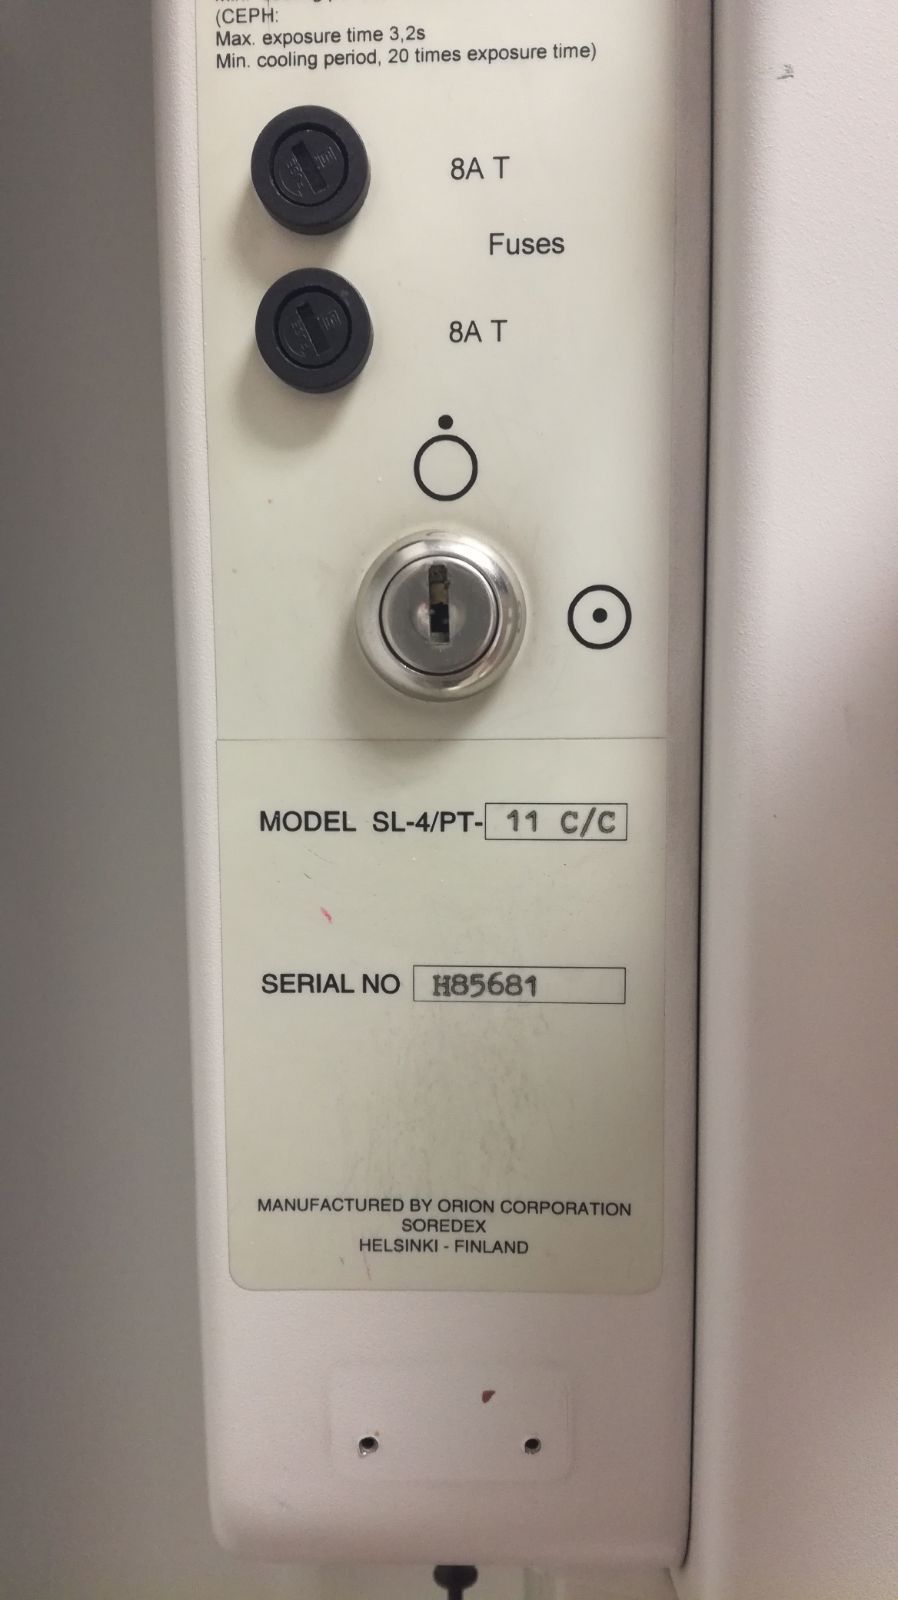 (CEPH:
Max. exposure time 3,2s
Min. cooling period, 20 times exposure time)
8A T
Fuses
8A T
MODEL SL-4/PT- 11 C/C
SERIAL NO H85681
MANUFACTURED BY ORION CORPORATION
SOREDEX
HELSINKI - FINLAND